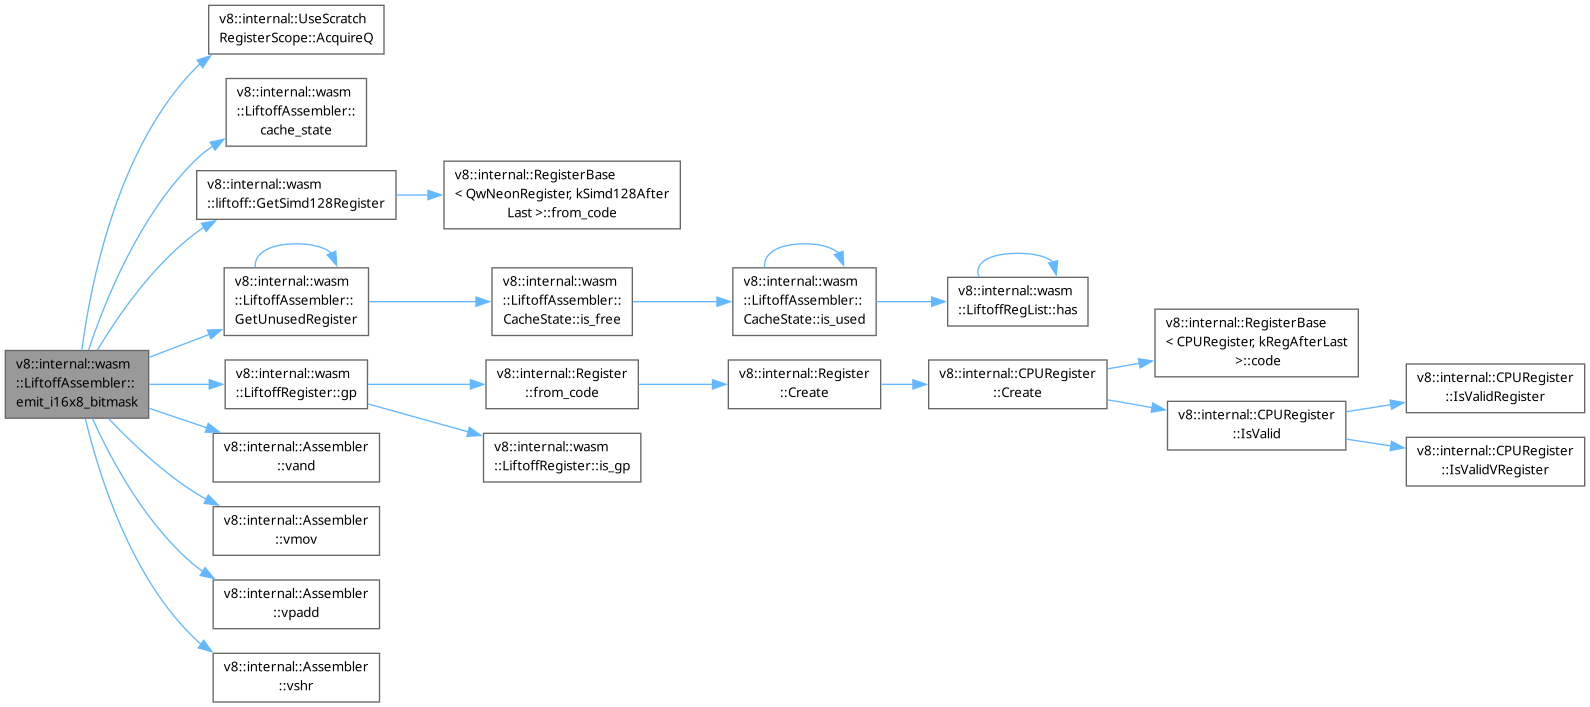 v8::internal::UseScratch
RegisterScope::AcquireQ
v8::internal::wasm
::LiftoffAssembler::
cache_state
v8::internal::wasm
::liftoff::GetSimd128Register
v8::internal::RegisterBase
< QwNeonRegister, kSimd128After
Last >::from_code
v8::internal::wasm
::LiftoffAssembler::
GetUnusedRegister
v8::internal::wasm
::LiftoffAssembler::
CacheState::is_free
v8::internal::wasm
::LiftoffAssembler::
CacheState::is_used
v8::internal::wasm
::LiftoffRegList::has
v8::internal::wasm
::LiftoffAssembler::
emit_i16x8_bitmask
v8::internal::wasm
::LiftoffRegister::gp
v8::internal::Register
::from_code
v8::internal::Register
::Create
v8::internal::CPURegister
::Create
v8::internal::RegisterBase
< CPURegister, kRegAfterLast
>::code
v8::internal::CPURegister
::IsValid
v8::internal::CPURegister
::IsValidRegister
v8::internal::CPURegister
::IsValidVRegister
v8::internal::wasm
::LiftoffRegister::is_gp
v8::internal::Assembler
::vand
v8::internal::Assembler
::vmov
v8::internal::Assembler
::vpadd
v8::internal::Assembler
::vshr